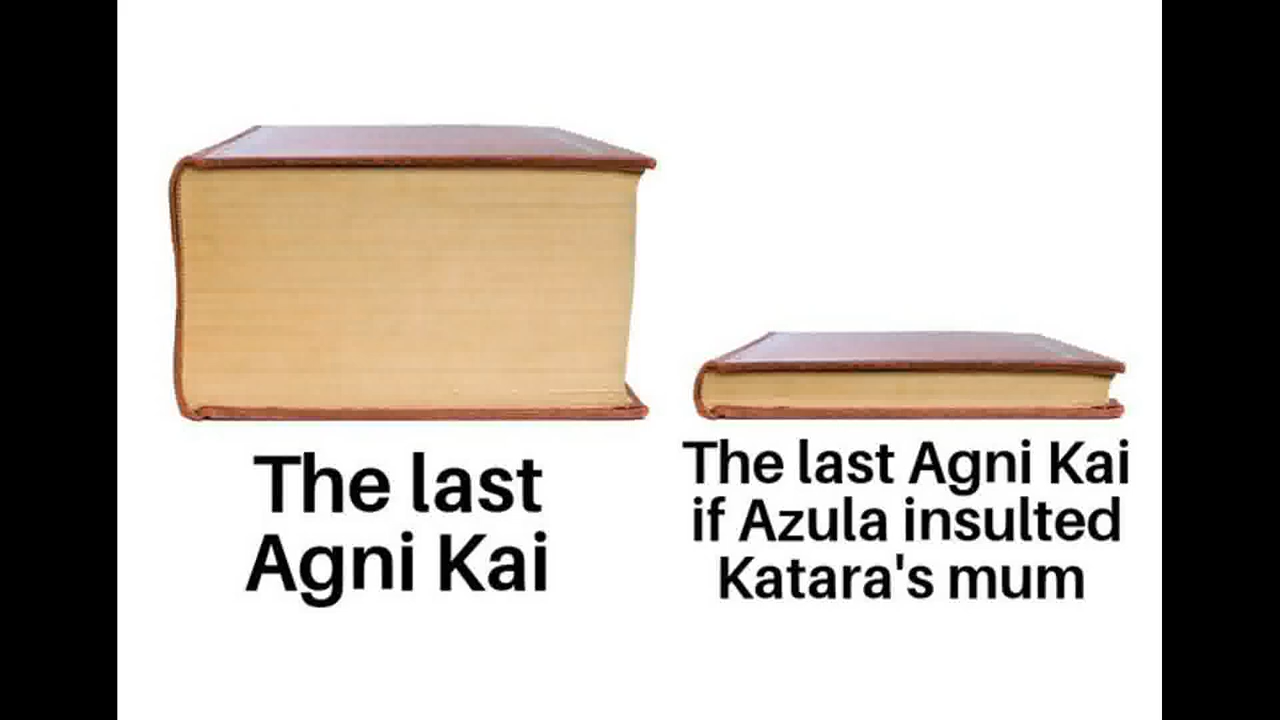 The last
Agni Kai
The last Agni Kai
if Azula insulted
Katara's mum